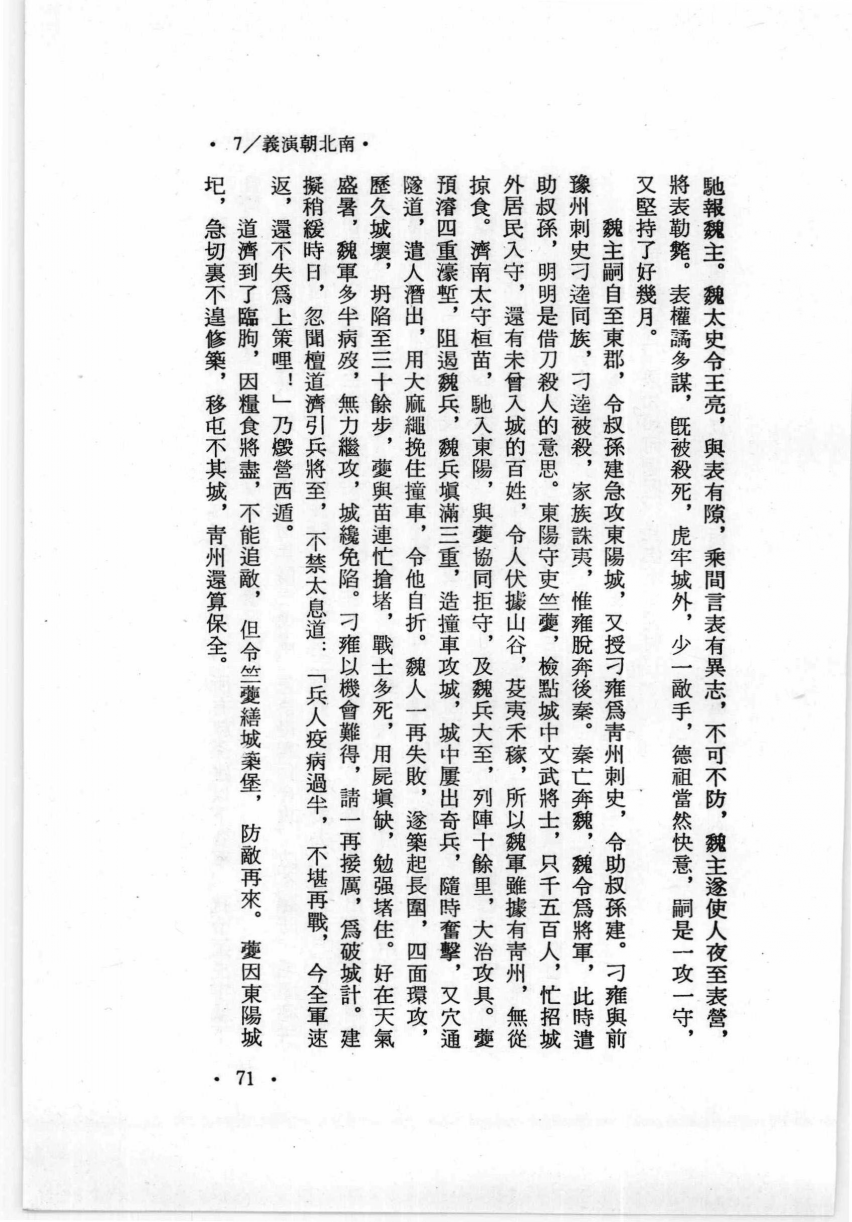 • 7／義演朝北南•
馳報魏主。魏太史令王亮，與表有隙，乘間言表有異志，不可不防，魏主遂使人夜至表營，
將表勒斃。表權譎多謀，旣被殺死，虎牢城外，少一敵手，德祖當然快意，嗣是一攻一守，
又堅持了好幾月。
魏主嗣自至東郡，令叔孫建急攻東陽城，又授刁雍爲青州刺史，令助叔孫建。刁雍與前
豫州刺史刁逵同族，刁逵被殺，家族誅夷，惟雍脫奔後秦。秦亡奔魏，魏令爲將軍，此時遣
助叔孫，明明是借刀殺人的意思。東陽守吏竺夔，檢點城中文武將士，只千五百人，忙招城
外居民入守，還有未曾入城的百姓，令人伏據山谷，芟夷禾稼，所以魏軍雖據有青州，無從
掠食。濟南太守桓苗，馳入東陽，與夔協同拒守，及魏兵大至，列陣十餘里，大治攻具。夔
預濬四重濠塹，阻遏魏兵，魏兵塡滿三重，造撞車攻城，城中屢出奇兵，隨時奮擊，又穴通
隧道，遣人潛出，用大麻繩挽住撞車，令他自折。魏人一再失敗，遂築起長圍，四面環攻，
歷久城壞，坍陷至三十餘步，夔與苗連忙搶堵，戰士多死，用屍塡缺，勉强堵住。好在天氣
盛暑，魏軍多半病歿，無力繼攻，城纔免陷。刁雍以機會難得，請一再接厲，爲破城計。建
擬稍緩時日，忽聞檀道濟引兵將至，不禁太息道：「兵人疫病過半，不堪再戰，今全軍速
返，還不失爲上策哩！」乃燬營西遁。
道濟到了臨朐，因糧食將盡，不能追敵，但令竺夔繕城築堡，防敵再來。夔因東陽城
圮，急切裏不遑修築，移屯不其城，青州還算保全。
• 71 •